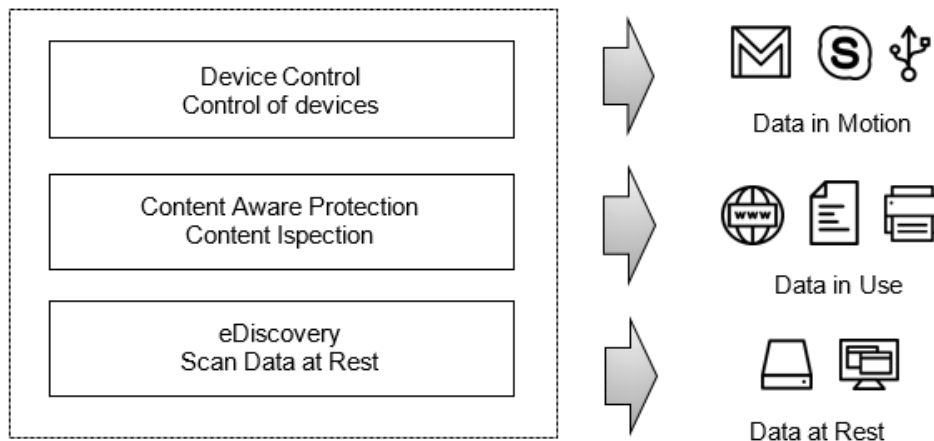 Device Control
Control of devices
Data in Motion
Content Aware Protection
Content Ispection
www
Data in Use
eDiscovery
Scan Data at Rest
Data at Rest